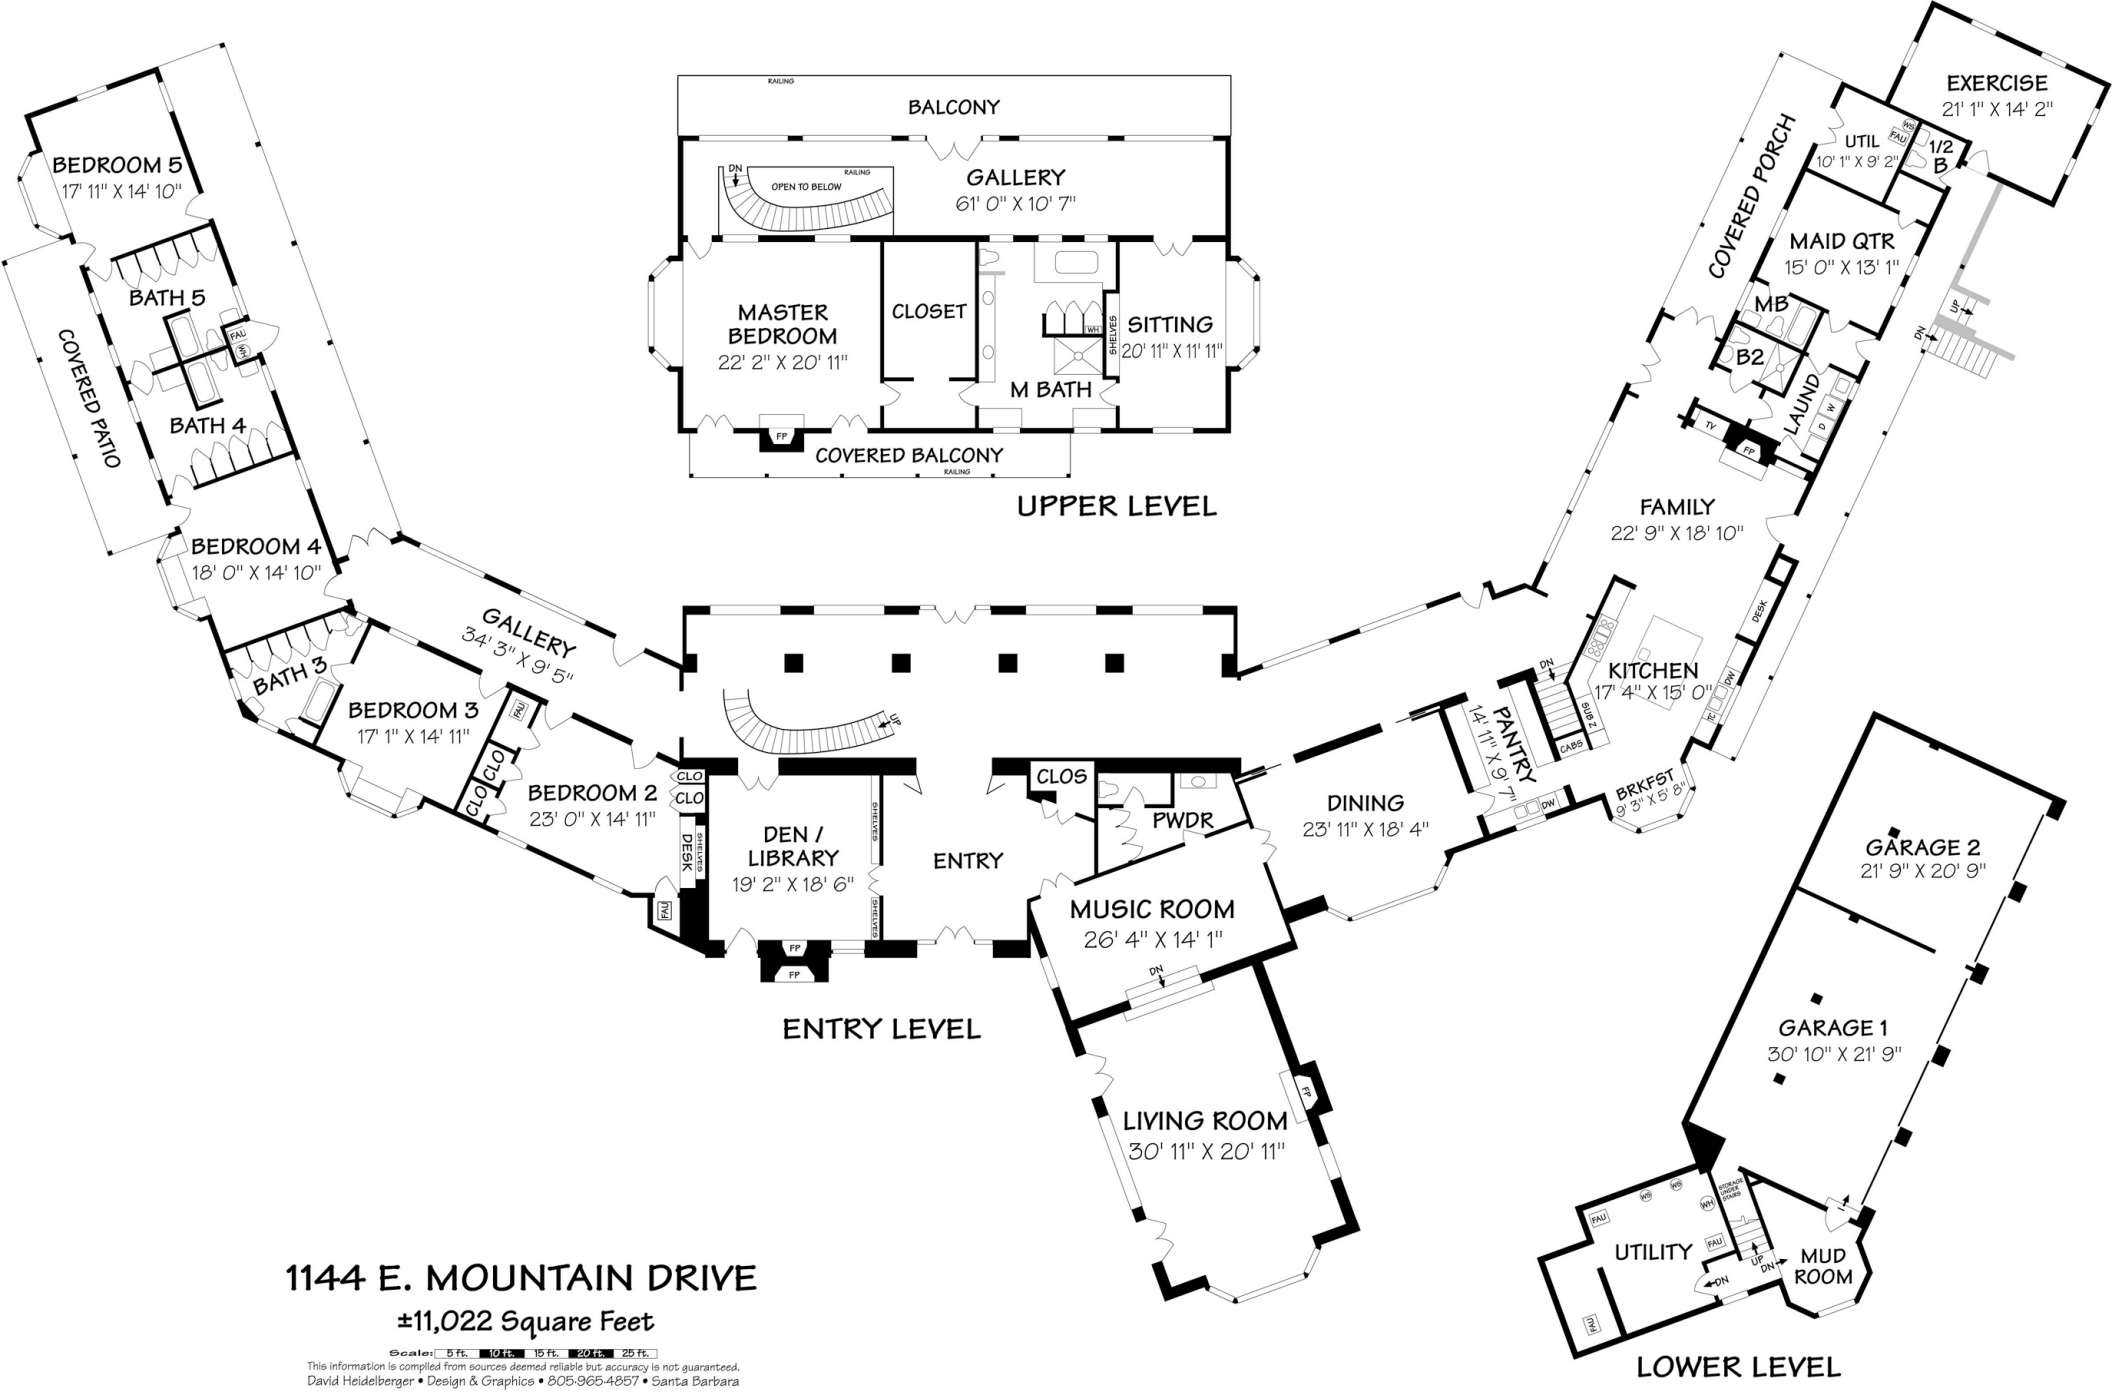 RAILING
BALCONY
DN
RAILING
OPEN TO BELOW
GALLERY
61' 0" X 10' 7"
MASTER
BEDROOM
22' 2" X 20' 11"
CLOSET
WH
SHELVES
SITTING
20' 11" X 11' 11"
M BATH
FP
COVERED BALCONY
RAILING
UPPER LEVEL
BEDROOM 5
17' 11" X 14' 10"
BATH 5
FAU
WH
COVERED PATIO
BATH 4
BEDROOM 4
18' 0" X 14' 10"
BATH 3
GALLERY
34' 3" X 9' 5"
BEDROOM 3
17' 1" X 14' 11"
FAU
CLO
CLO
BEDROOM 2
23' 0" X 14' 11"
CLO
CLO
DESK
SHELVES
FAU
UP
DEN /
LIBRARY
19' 2" X 18' 6"
SHELVES
SHELVES
FP
FP
ENTRY
CLOS
PWDR
MUSIC ROOM
26' 4" X 14' 1"
DN
LIVING ROOM
30' 11" X 20' 11"
FP
DINING
23' 11" X 18' 4"
PANTRY
14' 11" X 9' 7"
DW
DN
SUB Z
CABS
KITCHEN
17' 4" X 15' 0"
DW
DESK
BRKFST
9' 3" X 5' 8"
FAMILY
22' 9" X 18' 10"
TV
FP
LAUND
W
D
B2
MB
MAID QTR
15' 0" X 13' 1"
COVERED PORCH
UTIL
10' 1" X 9' 2"
WS
FAU
1/2
B
EXERCISE
21' 1" X 14' 2"
UP
DN
ENTRY LEVEL
GARAGE 2
21' 9" X 20' 9"
GARAGE 1
30' 10" X 21' 9"
STORAGE
UNDER
STAIRS
WS
WS
WH
FAU
FAU
FAU
UTILITY
UP
DN
DN
MUD
ROOM
LOWER LEVEL
1144 E. MOUNTAIN DRIVE
±11,022 Square Feet
Scale: 5 ft. 10 ft. 15 ft. 20 ft. 25 ft.
This information is compiled from sources deemed reliable but accuracy is not guaranteed.
David Heidelberger • Design & Graphics • 805•965•4857 • Santa Barbara